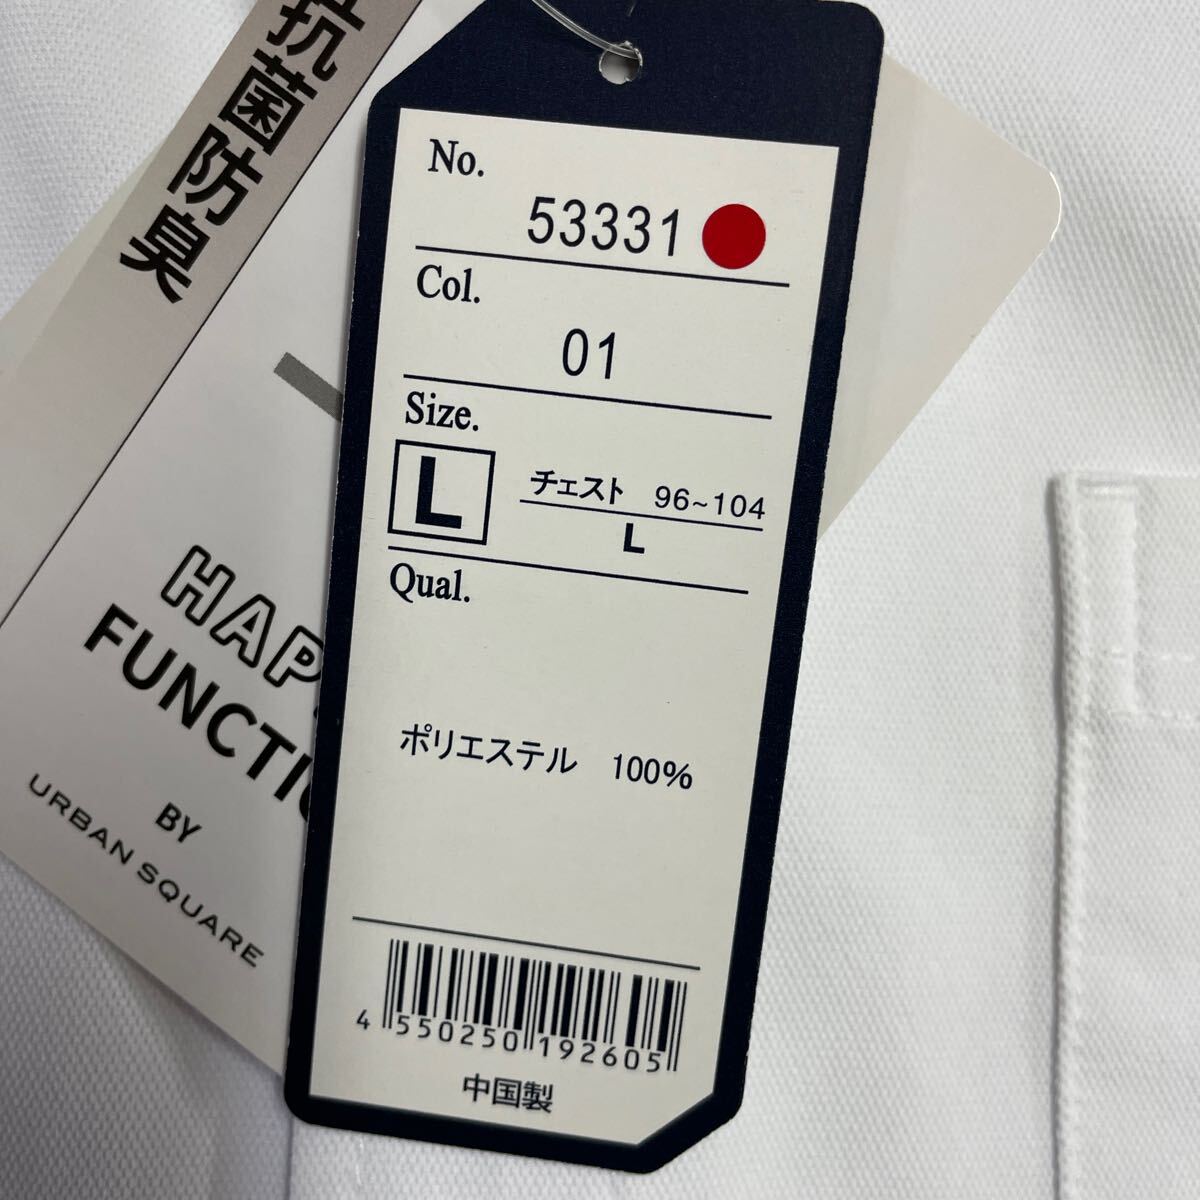 抗菌防臭
HAP
FUNCTI
BY
URBAN SQUARE
No.
53331
Col.
01
Size.
L
チェスト 96~104
L
Qual.
ポリエステル 100%
4 550250 192605
中国製